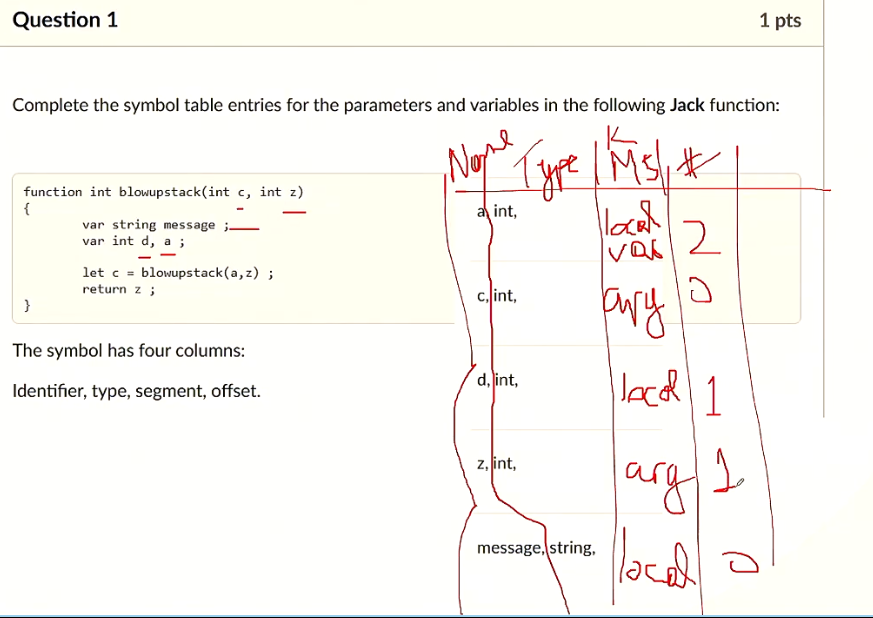 Question 1
1 pts
Complete the symbol table entries for the parameters and variables in the following Jack function:
function int blowupstack(int c, int z)
{
var string message ;
var int d, a ;
let c = blowupstack(a,z) ;
return z ;
}
The symbol has four columns:
Identifier, type, segment, offset.
Name Type K MS #
a, int, local var 2
c, int, arg 0
d, int, local 1
z, int, arg 1
message, string, local 0